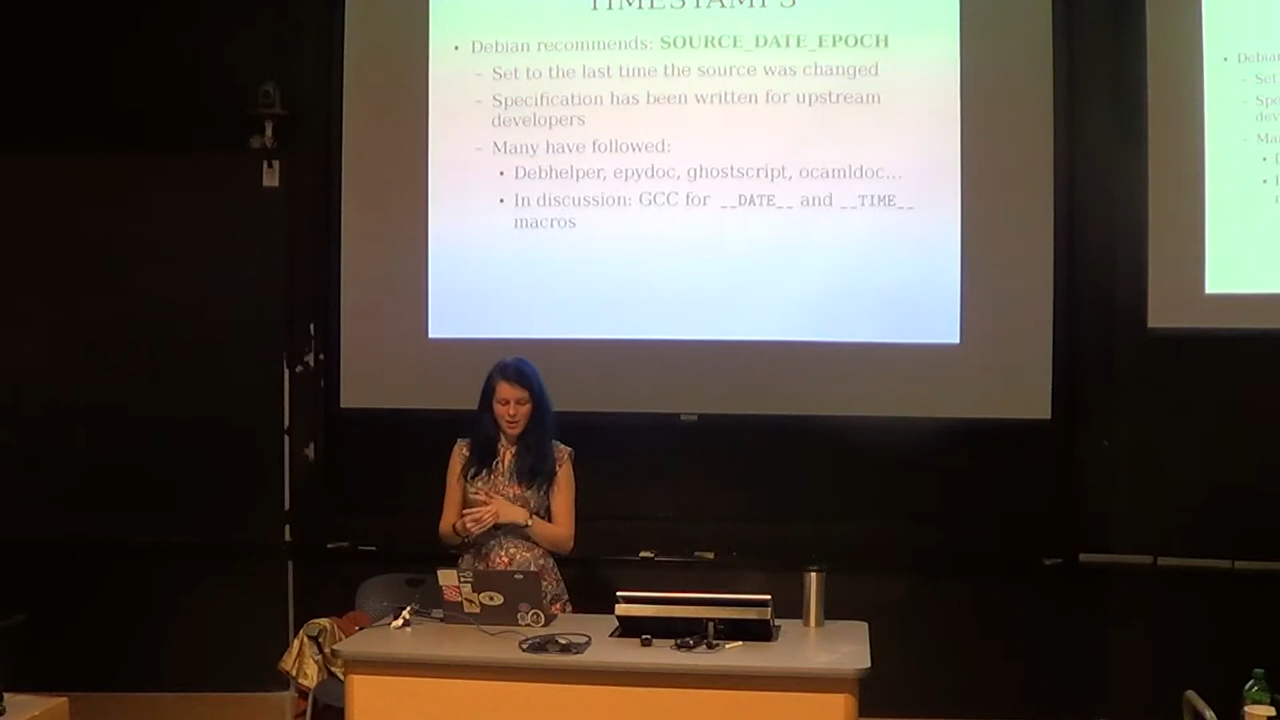 TIMESTAMPS
• Debian recommends: SOURCE_DATE_EPOCH
– Set to the last time the source was changed
– Specification has been written for upstream
developers
– Many have followed:
• Debhelper, epydoc, ghostscript, ocamldoc...
• In discussion: GCC for __DATE__ and __TIME__
macros